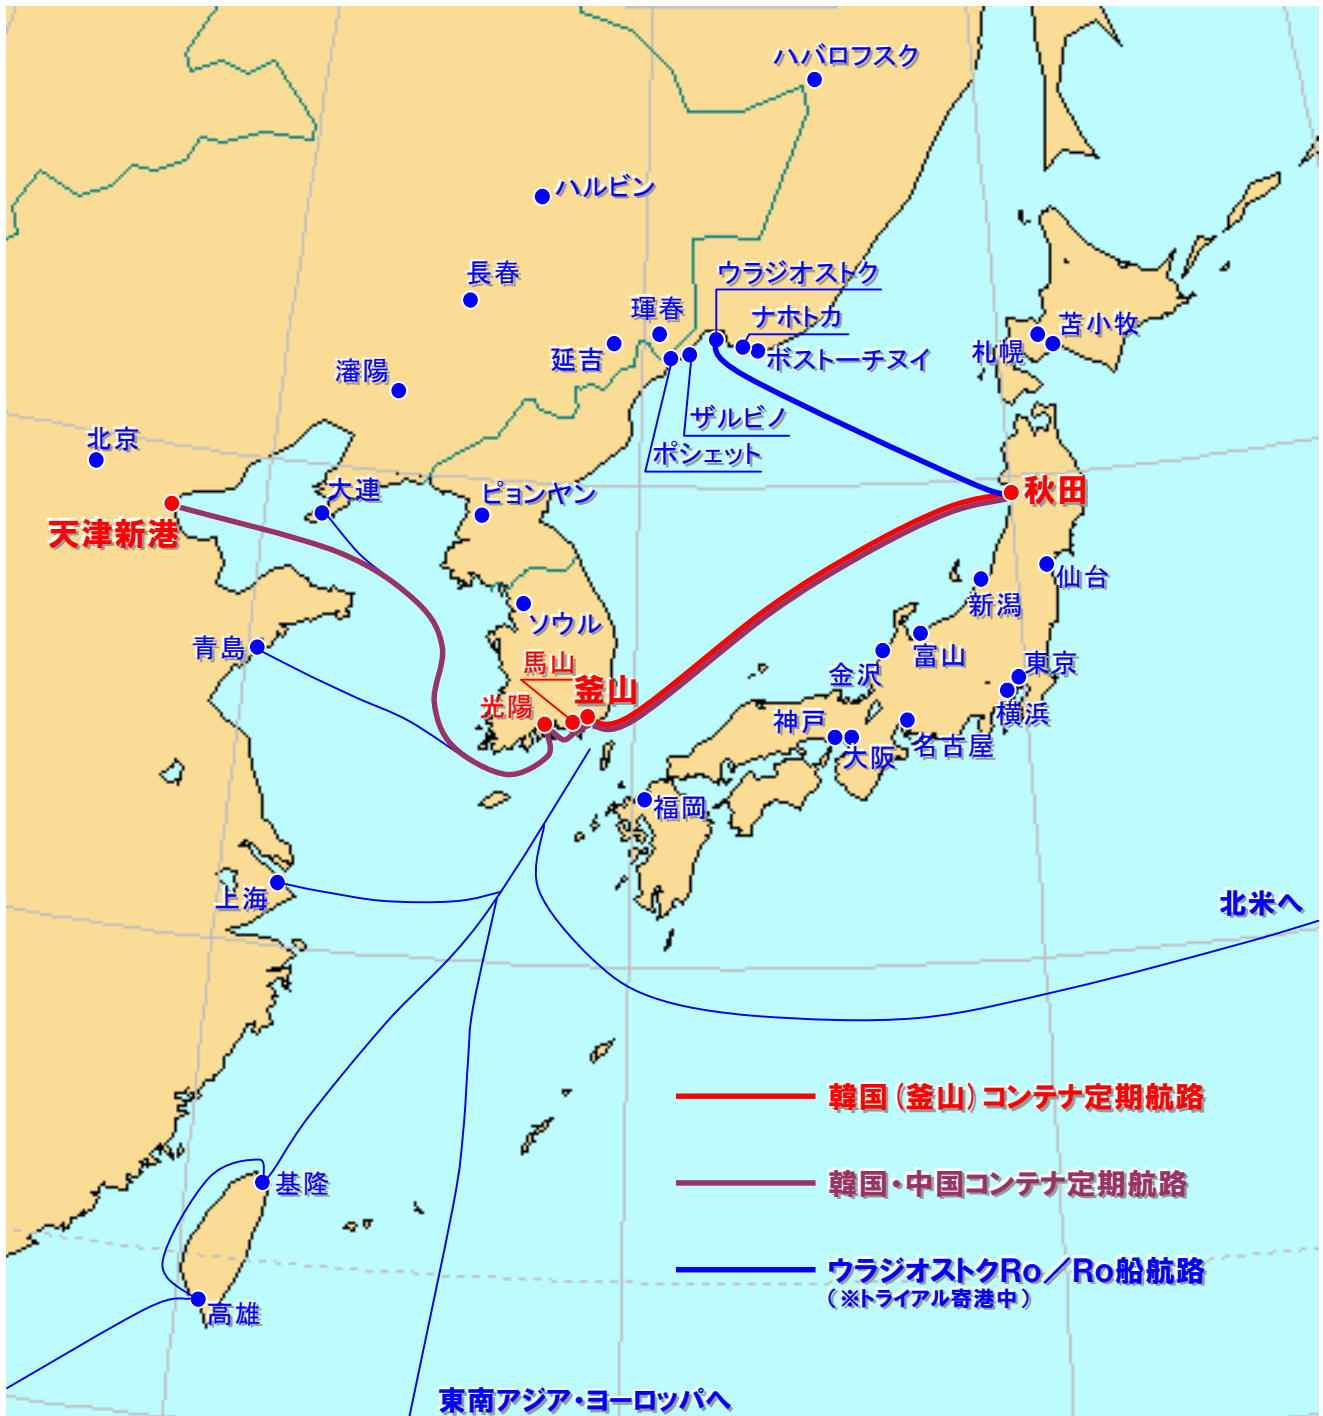 ハバロフスク
ハルビン
長春
ウラジオストク
琿春
ナホトカ
苫小牧
延吉
ボストーチヌイ
札幌
瀋陽
ザルビノ
北京
ポシェット
大連
ピョンヤン
秋田
天津新港
仙台
新潟
ソウル
青島
富山
東京
馬山
金沢
釜山
光陽
横浜
神戸
名古屋
大阪
福岡
上海
北米へ
韓国(釜山)コンテナ定期航路
基隆
韓国・中国コンテナ定期航路
ウラジオストクRo/Ro船航路
(※トライアル寄港中)
高雄
東南アジア・ヨーロッパへ